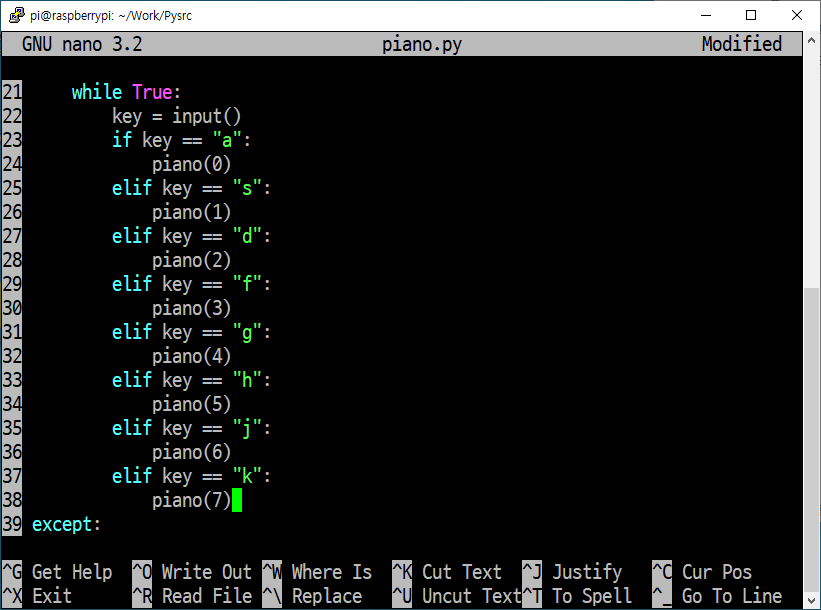 pi@raspberrypi: ~/Work/Pysrc
GNU nano 3.2 piano.py Modified
21 while True:
22 key = input()
23 if key == "a":
24 piano(0)
25 elif key == "s":
26 piano(1)
27 elif key == "d":
28 piano(2)
29 elif key == "f":
30 piano(3)
31 elif key == "g":
32 piano(4)
33 elif key == "h":
34 piano(5)
35 elif key == "j":
36 piano(6)
37 elif key == "k":
38 piano(7)
39 except:
^G Get Help ^O Write Out ^W Where Is ^K Cut Text ^J Justify ^C Cur Pos
^X Exit ^R Read File ^\ Replace ^U Uncut Text^T To Spell ^_ Go To Line